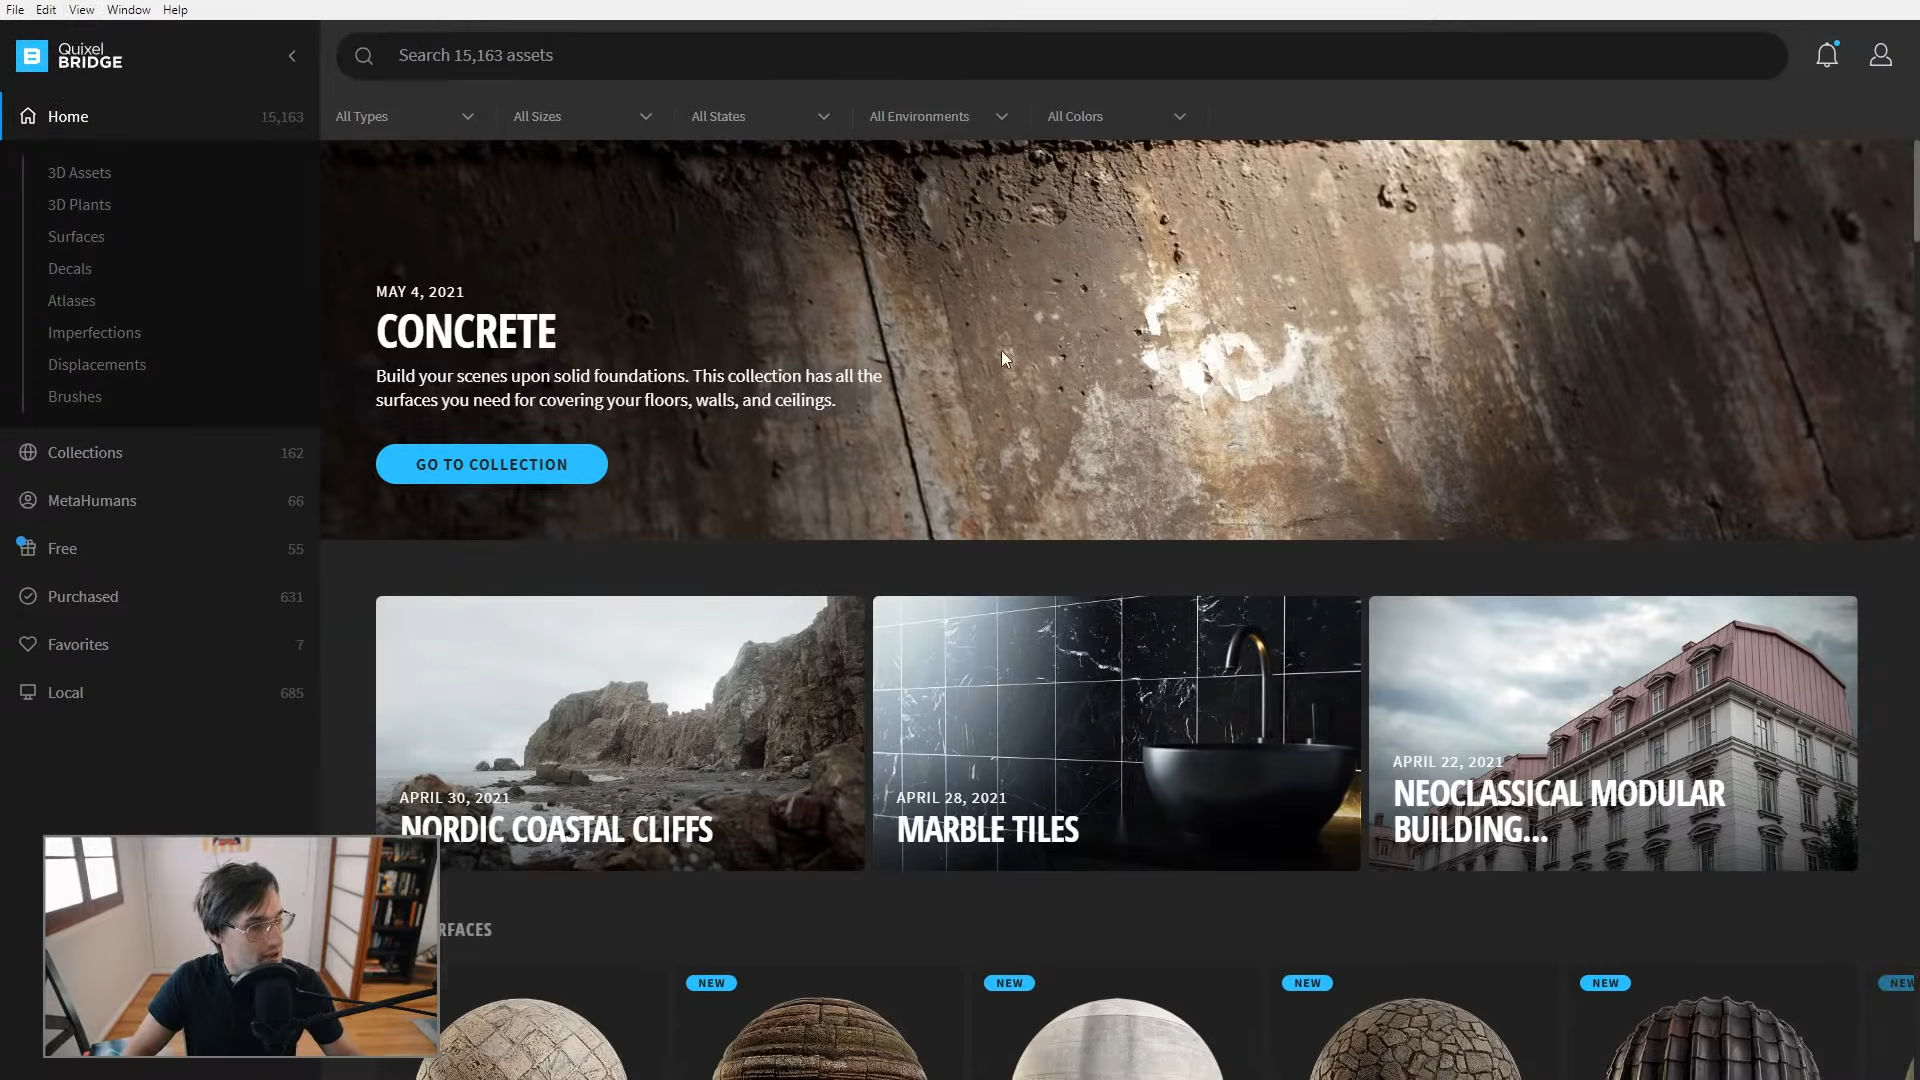 File Edit View Window Help
Quixel
BRIDGE
Search 15,163 assets
Home 15,163
All Types
All Sizes
All States
All Environments
All Colors
3D Assets
3D Plants
Surfaces
Decals
Atlases
Imperfections
Displacements
Brushes
Collections 162
MetaHumans 66
Free 55
Purchased 631
Favorites 7
Local 685
MAY 4, 2021
CONCRETE
Build your scenes upon solid foundations. This collection has all the
surfaces you need for covering your floors, walls, and ceilings.
GO TO COLLECTION
APRIL 30, 2021
NORDIC COASTAL CLIFFS
APRIL 28, 2021
MARBLE TILES
APRIL 22, 2021
NEOCLASSICAL MODULAR
BUILDING...
RFACES
NEW
NEW
NEW
NEW
NEW